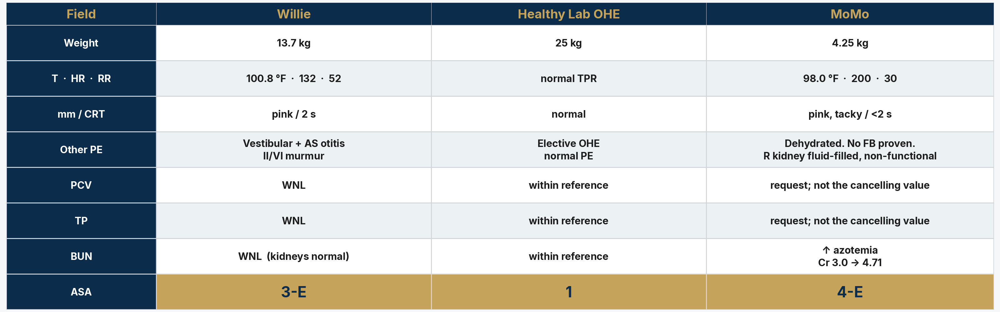 Field Willie Healthy Lab OHE MoMo
Weight 13.7 kg 25 kg 4.25 kg
T · HR · RR 100.8 °F · 132 · 52 normal TPR 98.0 °F · 200 · 30
mm / CRT pink / 2 s normal pink, tacky / <2 s
Other PE Vestibular + AS otitis Elective OHE Dehydrated. No FB proven.
II/VI murmur normal PE R kidney fluid-filled, non-functional
PCV WNL within reference request; not the cancelling value
TP WNL within reference request; not the cancelling value
BUN WNL (kidneys normal) within reference ↑ azotemia
Cr 3.0 → 4.71
ASA 3-E 1 4-E